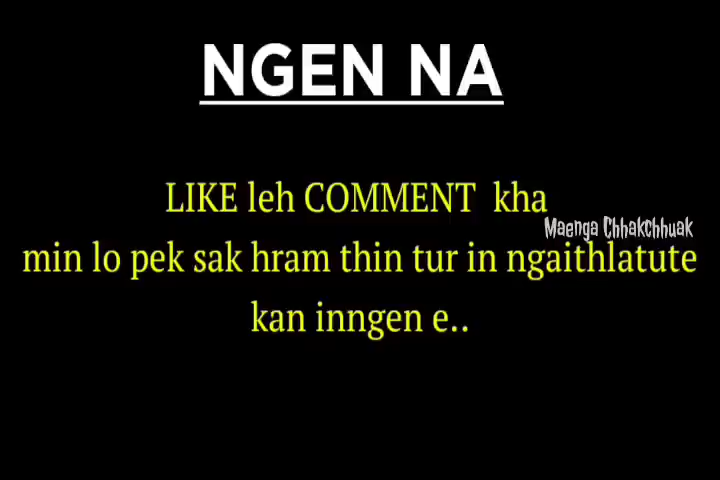 NGEN NA
LIKE leh COMMENT kha
Maenga Chhakchhuak
min lo pek sak hram thin tur in ngaithlatute
kan inngen e..